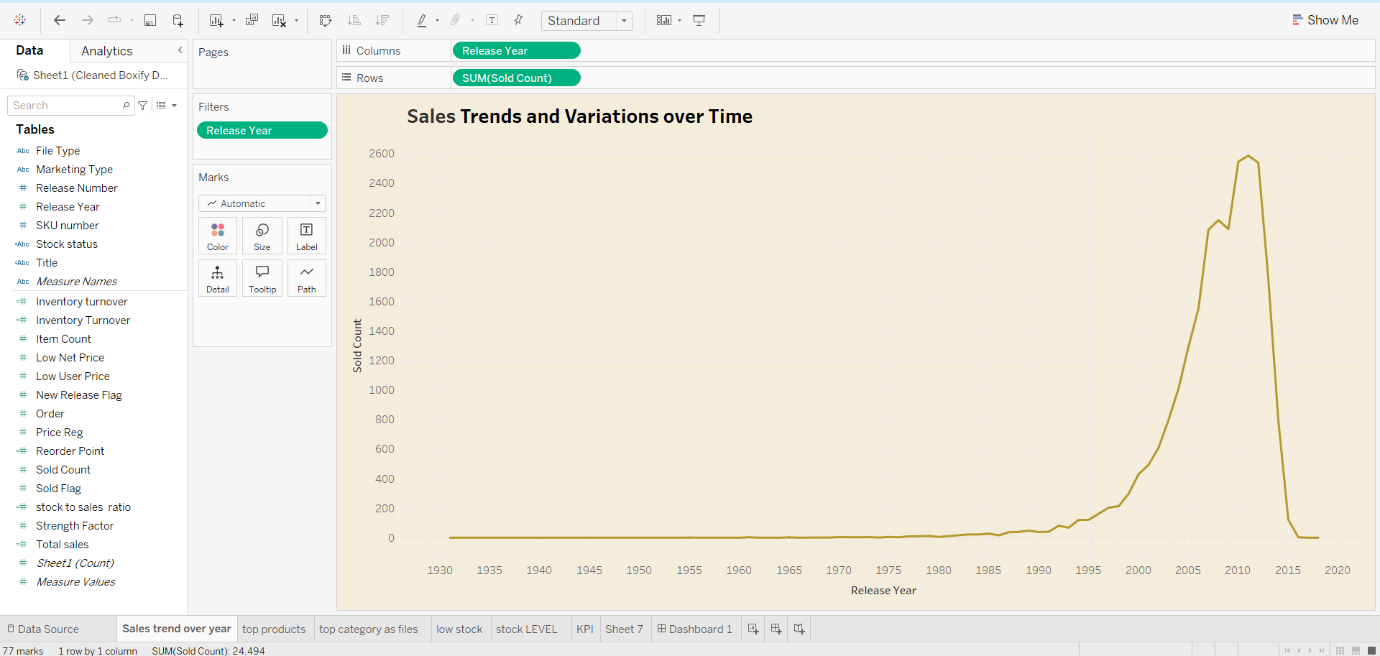 Standard
Show Me
Data
Analytics
Sheet1 (Cleaned Boxify D...
Search
Tables
Abc File Type
Abc Marketing Type
# Release Number
# Release Year
# SKU number
=Abc Stock status
=Abc Title
Abc Measure Names
=# Inventory turnover
=# Inventory Turnover
# Item Count
# Low Net Price
# Low User Price
# New Release Flag
# Order
# Price Reg
=# Reorder Point
# Sold Count
# Sold Flag
=# stock to sales ratio
# Strength Factor
=# Total sales
# Sheet1 (Count)
# Measure Values
Pages
Filters
Release Year
Marks
Automatic
Color Size Label
Detail Tooltip Path
Columns Release Year
Rows SUM(Sold Count)
Sales Trends and Variations over Time
Sold Count
2600
2400
2200
2000
1800
1600
1400
1200
1000
800
600
400
200
0
1930 1935 1940 1945 1950 1955 1960 1965 1970 1975 1980 1985 1990 1995 2000 2005 2010 2015 2020
Release Year
Data Source Sales trend over year top products top category as files low stock stock LEVEL KPI Sheet 7 Dashboard 1
77 marks 1 row by 1 column SUM(Sold Count): 24,494